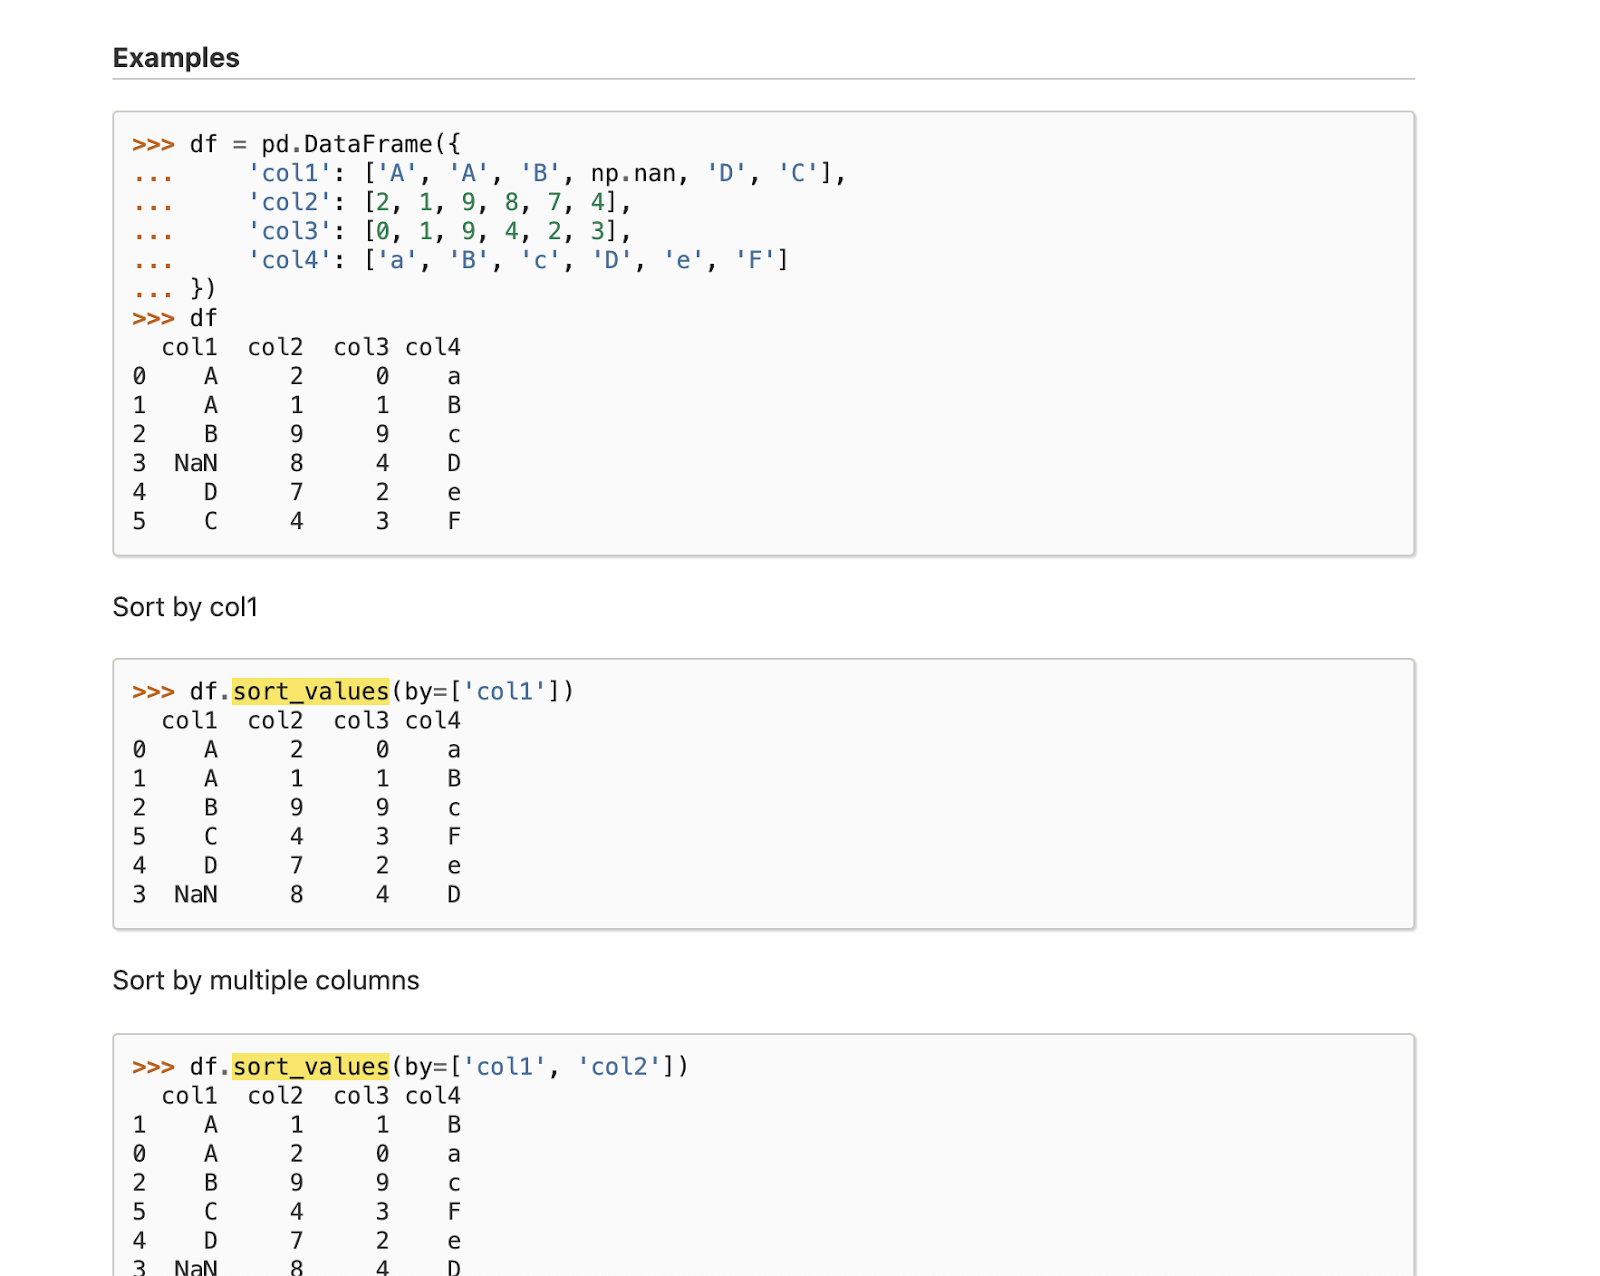 Examples
>>> df = pd.DataFrame({
...     'col1': ['A', 'A', 'B', np.nan, 'D', 'C'],
...     'col2': [2, 1, 9, 8, 7, 4],
...     'col3': [0, 1, 9, 4, 2, 3],
...     'col4': ['a', 'B', 'c', 'D', 'e', 'F']
... })
>>> df
  col1  col2  col3 col4
0    A     2     0    a
1    A     1     1    B
2    B     9     9    c
3  NaN     8     4    D
4    D     7     2    e
5    C     4     3    F
Sort by col1
>>> df.sort_values(by=['col1'])
  col1  col2  col3 col4
0    A     2     0    a
1    A     1     1    B
2    B     9     9    c
5    C     4     3    F
4    D     7     2    e
3  NaN     8     4    D
Sort by multiple columns
>>> df.sort_values(by=['col1', 'col2'])
  col1  col2  col3 col4
1    A     1     1    B
0    A     2     0    a
2    B     9     9    c
5    C     4     3    F
4    D     7     2    e
3  NaN     8     4    D